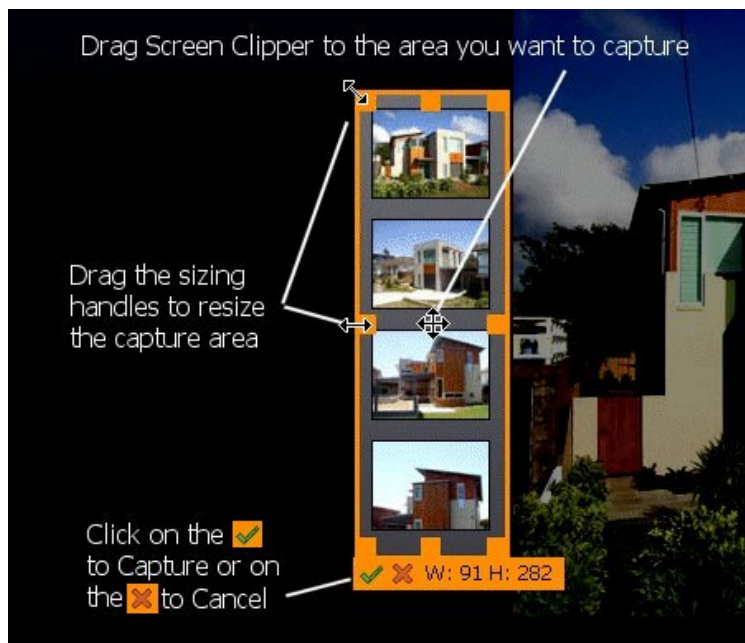 Drag Screen Clipper to the area you want to capture
Drag the sizing
handles to resize
the capture area
Click on the
to Capture or on
the to Cancel
W: 91 H: 282